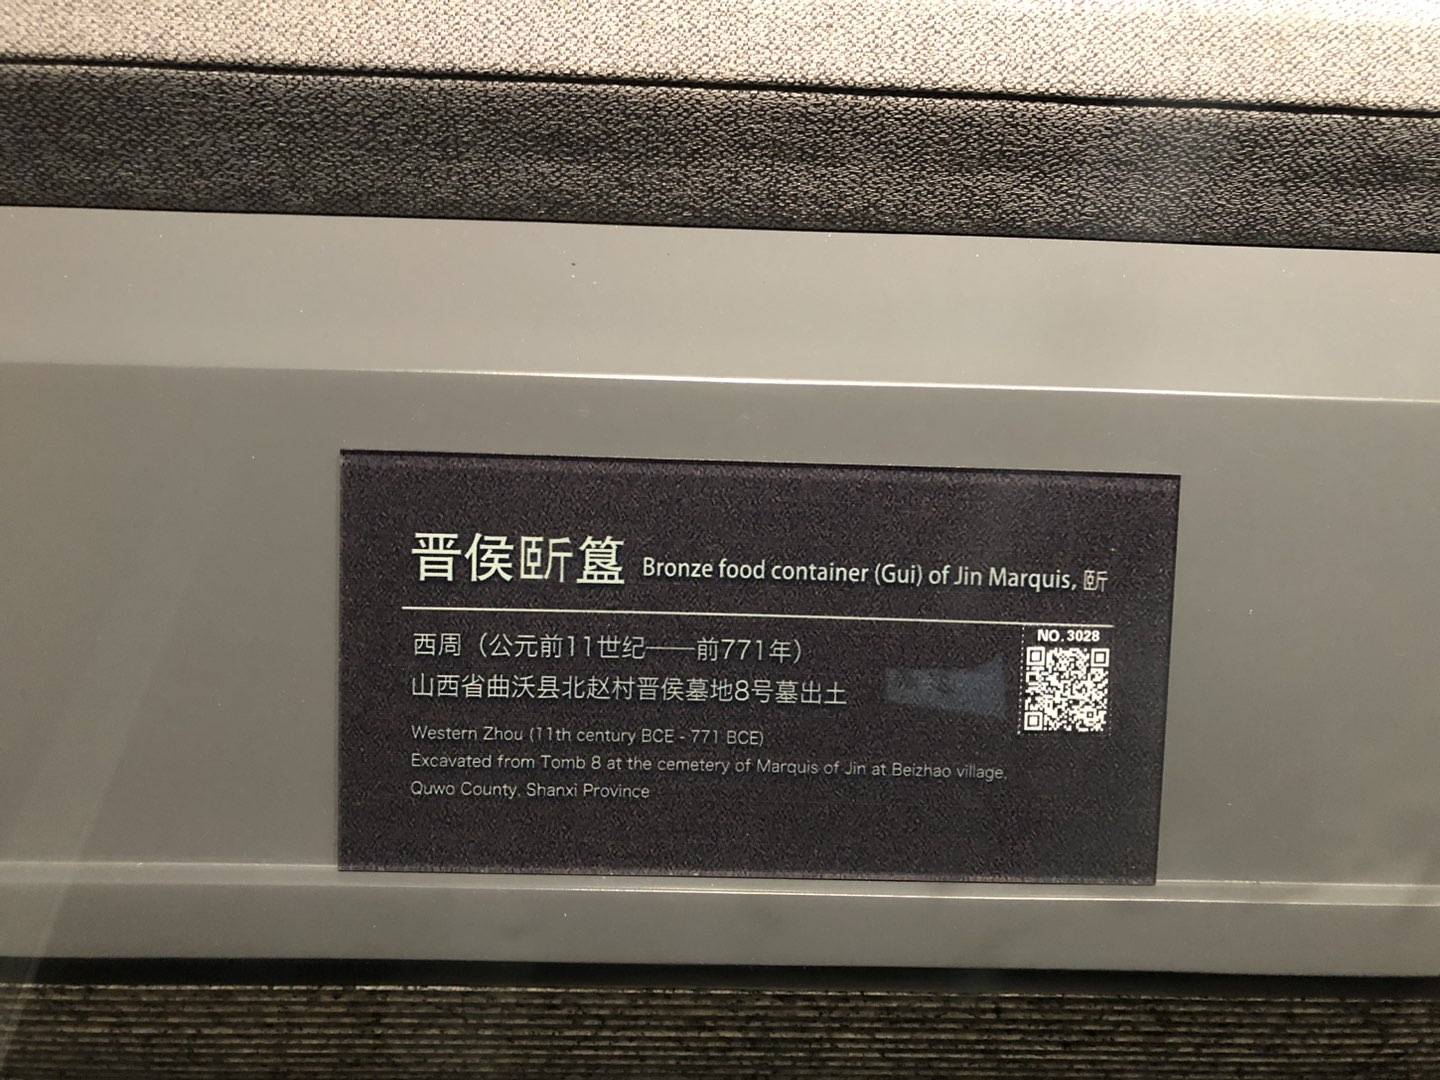 晋侯㪚簋 Bronze food container (Gui) of Jin Marquis,
西周（公元前11世纪——前771年）
NO. 3028
山西省曲沃县北赵村晋侯墓地8号墓出土
Western Zhou (11th century BCE - 771 BCE)
Excavated from Tomb 8 at the cemetery of Marquis of Jin at Beizhao village,
Quwo County, Shanxi Province